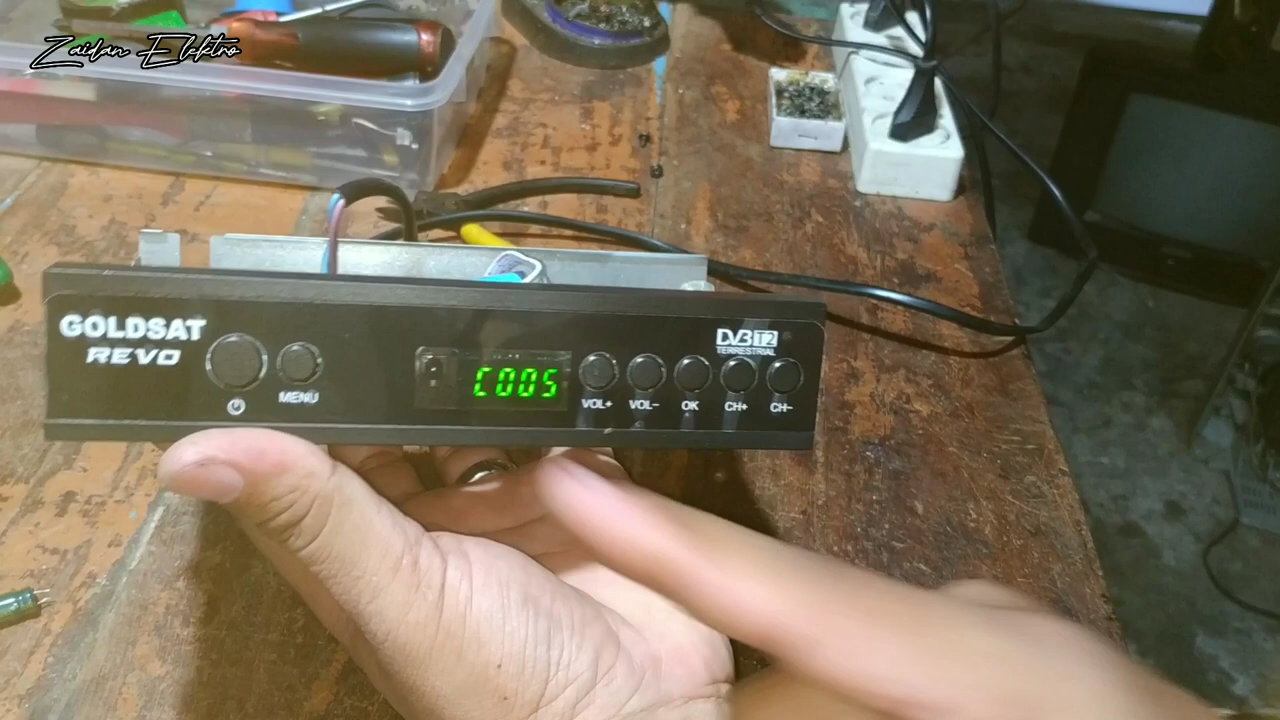 Zaidan Elektro
GOLDSAT
REVO
MENU
C005
VOL+
VOL-
OK
CH+
CH-
DVB T2
TERRESTRIAL